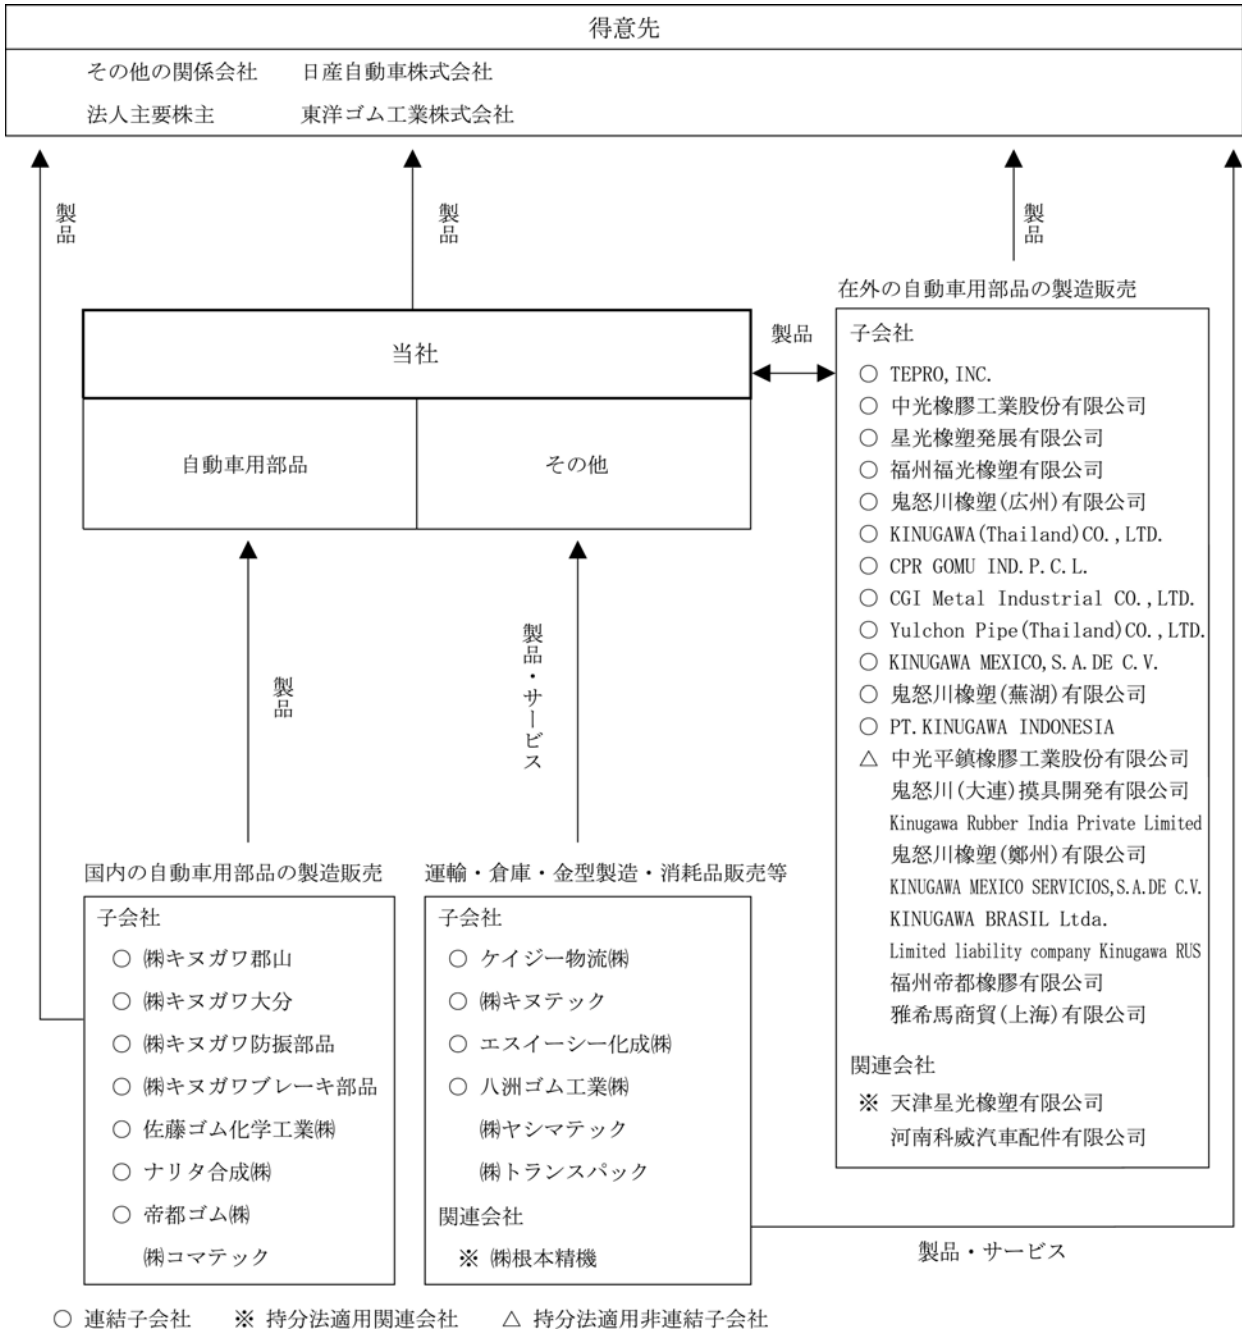 得意先
その他の関係会社 日産自動車株式会社
法人主要株主 東洋ゴム工業株式会社
製品
製品
製品
当社
自動車用部品
その他
製品
製品
製品・サービス
在外の自動車用部品の製造販売
子会社
○ TEPRO, INC.
○ 中光橡膠工業股份有限公司
○ 星光橡塑発展有限公司
○ 福州福光橡塑有限公司
○ 鬼怒川橡塑(広州)有限公司
○ KINUGAWA(Thailand)CO.,LTD.
○ CPR GOMU IND.P.C.L.
○ CGI Metal Industrial CO.,LTD.
○ Yulchon Pipe(Thailand)CO.,LTD.
○ KINUGAWA MEXICO,S.A.DE C.V.
○ 鬼怒川橡塑(蕪湖)有限公司
○ PT.KINUGAWA INDONESIA
△ 中光平鎮橡膠工業股份有限公司
鬼怒川(大連)摸具開発有限公司
Kinugawa Rubber India Private Limited
鬼怒川橡塑(鄭州)有限公司
KINUGAWA MEXICO SERVICIOS,S.A.DE C.V.
KINUGAWA BRASIL Ltda.
Limited liability company Kinugawa RUS
福州帝都橡膠有限公司
雅希馬商貿(上海)有限公司
関連会社
※ 天津星光橡塑有限公司
河南科威汽車配件有限公司
国内の自動車用部品の製造販売
子会社
○ ㈱キヌガワ郡山
○ ㈱キヌガワ大分
○ ㈱キヌガワ防振部品
○ ㈱キヌガワブレーキ部品
○ 佐藤ゴム化学工業㈱
○ ナリタ合成㈱
○ 帝都ゴム㈱
㈱コマテック
運輸・倉庫・金型製造・消耗品販売等
子会社
○ ケイジー物流㈱
○ ㈱キヌテック
○ エスイーシー化成㈱
○ 八洲ゴム工業㈱
㈱ヤシマテック
㈱トランスパック
関連会社
※ ㈱根本精機
製品・サービス
○ 連結子会社 ※ 持分法適用関連会社 △ 持分法適用非連結子会社